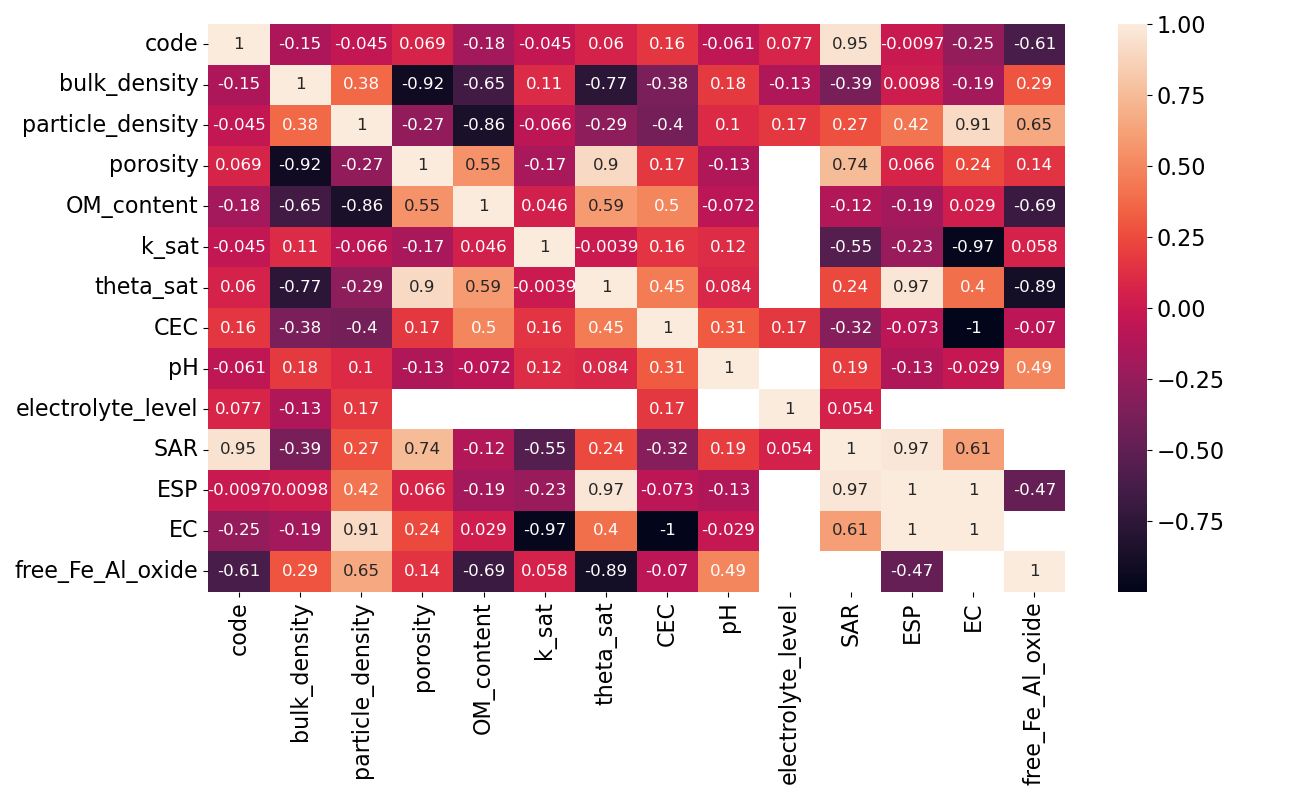 code 1 -0.15 -0.045 0.069 -0.18 -0.045 0.06 0.16 -0.061 0.077 0.95 -0.0097 -0.25 -0.61
bulk_density -0.15 1 0.38 -0.92 -0.65 0.11 -0.77 -0.38 0.18 -0.13 -0.39 0.0098 -0.19 0.29
particle_density -0.045 0.38 1 -0.27 -0.86 -0.066 -0.29 -0.4 0.1 0.17 0.27 0.42 0.91 0.65
porosity 0.069 -0.92 -0.27 1 0.55 -0.17 0.9 0.17 -0.13 0.74 0.066 0.24 0.14
OM_content -0.18 -0.65 -0.86 0.55 1 0.046 0.59 0.5 -0.072 -0.12 -0.19 0.029 -0.69
k_sat -0.045 0.11 -0.066 -0.17 0.046 1 -0.0039 0.16 0.12 -0.55 -0.23 -0.97 0.058
theta_sat 0.06 -0.77 -0.29 0.9 0.59 -0.0039 1 0.45 0.084 0.24 0.97 0.4 -0.89
CEC 0.16 -0.38 -0.4 0.17 0.5 0.16 0.45 1 0.31 0.17 -0.32 -0.073 -1 -0.07
pH -0.061 0.18 0.1 -0.13 -0.072 0.12 0.084 0.31 1 0.19 -0.13 -0.029 0.49
electrolyte_level 0.077 -0.13 0.17 0.17 1 0.054
SAR 0.95 -0.39 0.27 0.74 -0.12 -0.55 0.24 -0.32 0.19 0.054 1 0.97 0.61
ESP -0.0097 0.0098 0.42 0.066 -0.19 -0.23 0.97 -0.073 -0.13 0.97 1 1 -0.47
EC -0.25 -0.19 0.91 0.24 0.029 -0.97 0.4 -1 -0.029 0.61 1 1
free_Fe_Al_oxide -0.61 0.29 0.65 0.14 -0.69 0.058 -0.89 -0.07 0.49 -0.47 1
code
bulk_density
particle_density
porosity
OM_content
k_sat
theta_sat
CEC
pH
electrolyte_level
SAR
ESP
EC
free_Fe_Al_oxide
1.00
0.75
0.50
0.25
0.00
-0.25
-0.50
-0.75